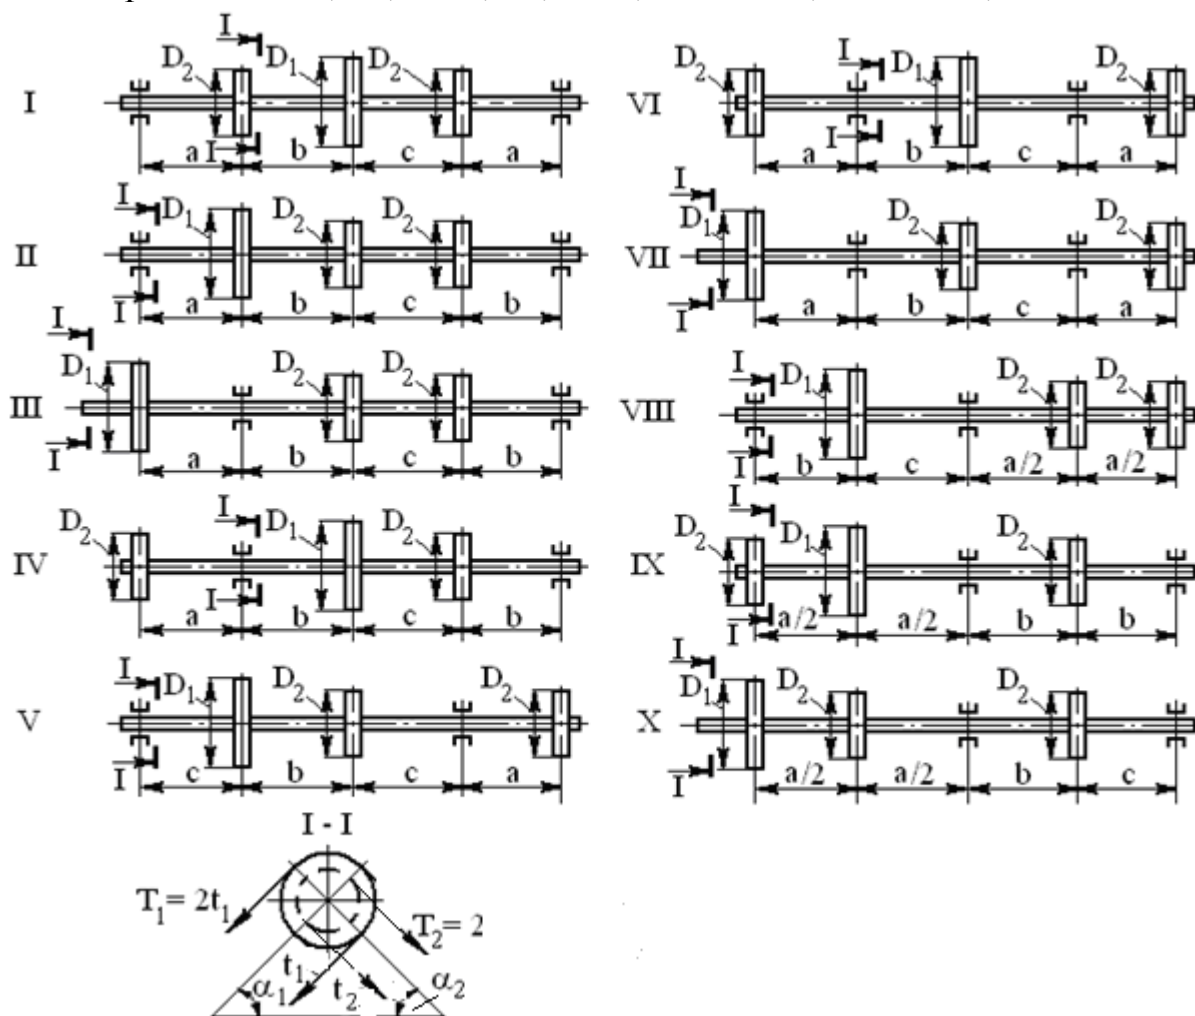 I I
D₂ D₁ D₂
I
I
a b c a
I
D₁ D₂ D₂
II
I
a b c b
I
D₁ D₂ D₂
III
I
a b c b
I
D₂ D₁ D₂
IV
I
a b c b
I
D₁ D₂ D₂
V
I
c b c a
I
D₂ D₁ D₂
VI
I
a b c a
I
D₁ D₂ D₂
VII
I
a b c a
I
D₁ D₂ D₂
VIII
I
b c a/2 a/2
I
D₂ D₁ D₂
IX
I
a/2 a/2 b b
I
D₁ D₂ D₂
X
I
a/2 a/2 b c
I - I
T₁ = 2t₁
T₂ = 2
t₁ t₂
α₁ α₂